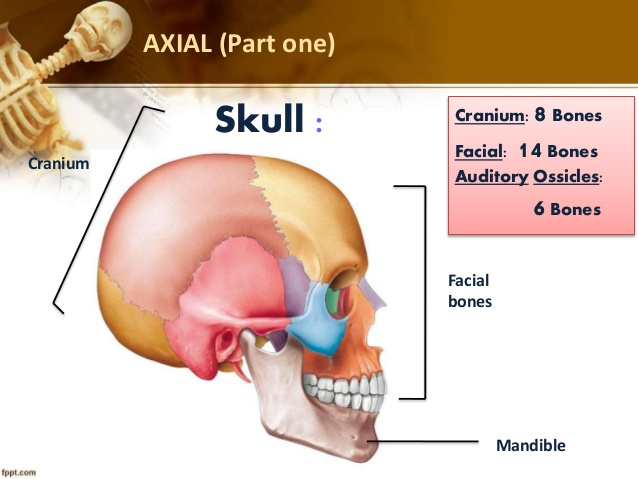 AXIAL (Part one)
Skull :
Cranium: 8 Bones
Facial: 14 Bones
Auditory Ossicles:
6 Bones
Cranium
Facial
bones
Mandible
fppt.com